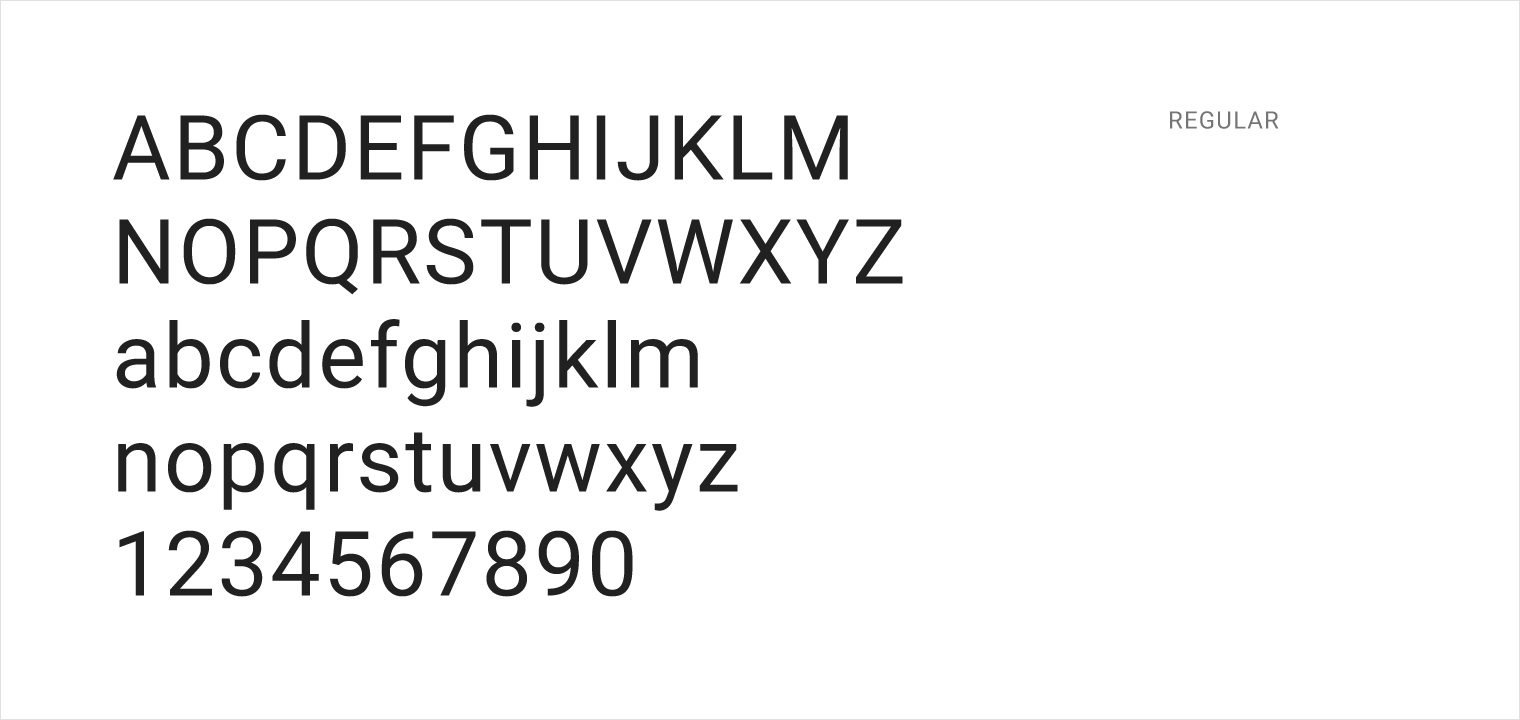 ABCDEFGHIJKLM
NOPQRSTUVWXYZ
abcdefghijklm
nopqrstuvwxyz
1234567890
REGULAR